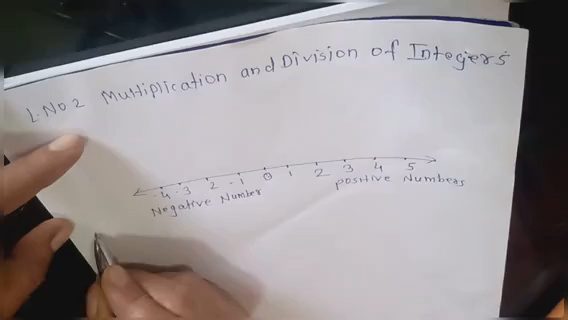 L.No.2 Multiplication and Division of Integers
-4 -3 2 -1 0 1 2 3 4 5
Negative Number positive Numbers